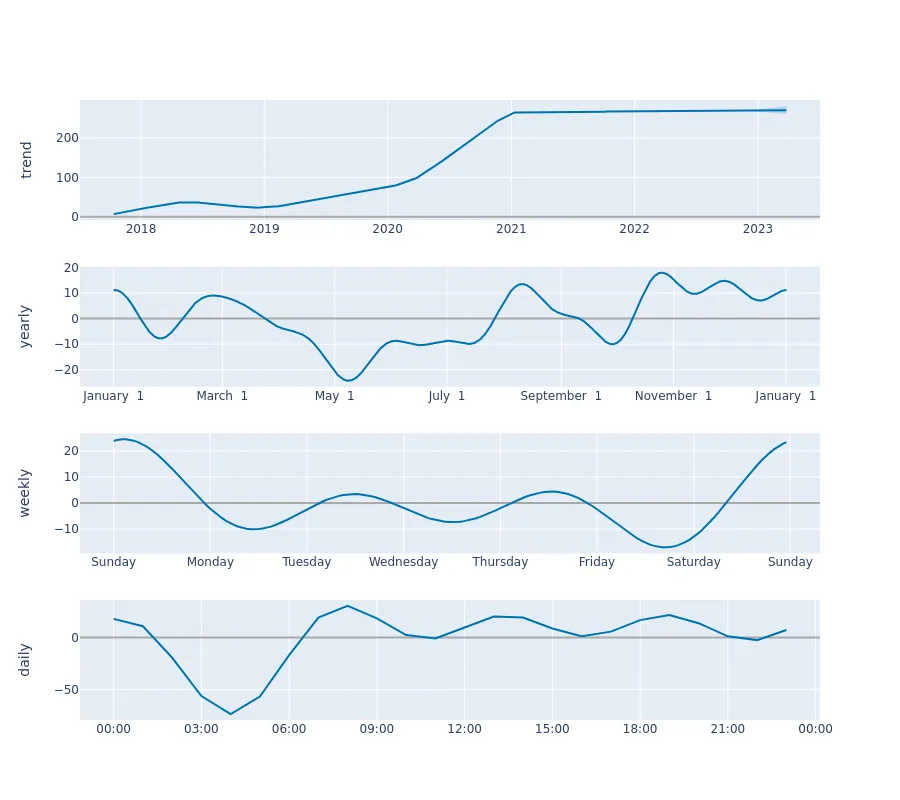 trend
200
100
0
2018 2019 2020 2021 2022 2023
yearly
20
10
0
−10
−20
January 1 March 1 May 1 July 1 September 1 November 1 January 1
weekly
20
10
0
−10
Sunday Monday Tuesday Wednesday Thursday Friday Saturday Sunday
daily
0
−50
00:00 03:00 06:00 09:00 12:00 15:00 18:00 21:00 00:00